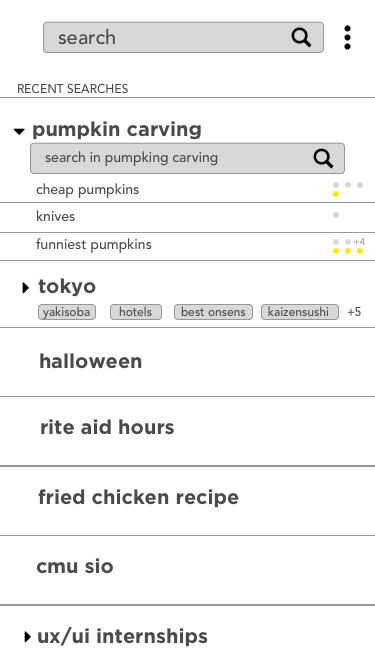 search
RECENT SEARCHES
pumpkin carving
search in pumpking carving
cheap pumpkins
knives
funniest pumpkins +4
tokyo
yakisoba hotels best onsens kaizensushi +5
halloween
rite aid hours
fried chicken recipe
cmu sio
ux/ui internships